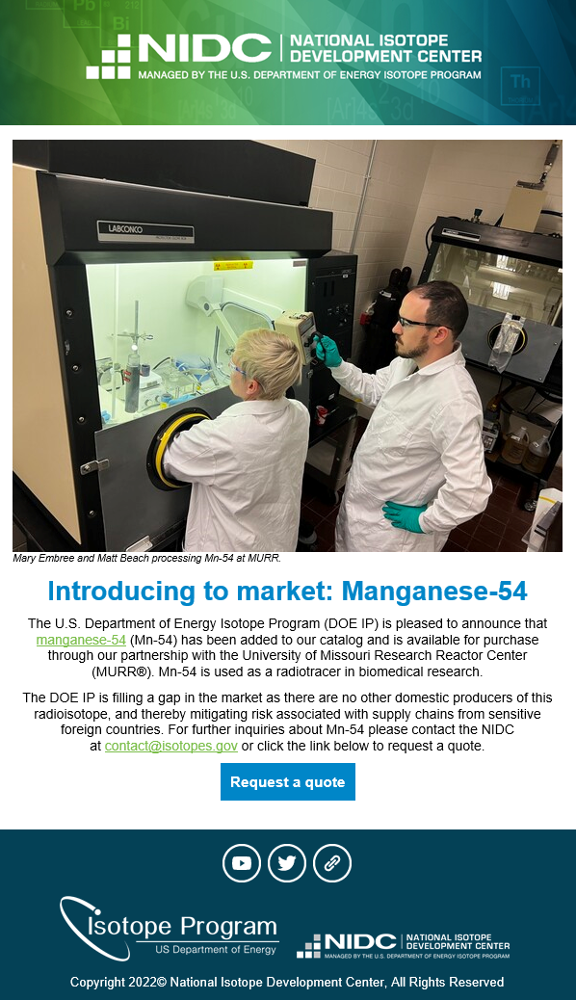 Pb
212
Bi
NIDC
NATIONAL ISOTOPE
DEVELOPMENT CENTER
MANAGED BY THE U.S. DEPARTMENT OF ENERGY ISOTOPE PROGRAM
Th
LABCONCO
Mary Embree and Matt Beach processing Mn-54 at MURR.
Introducing to market: Manganese-54
The U.S. Department of Energy Isotope Program (DOE IP) is pleased to announce that
manganese-54 (Mn-54) has been added to our catalog and is available for purchase
through our partnership with the University of Missouri Research Reactor Center
(MURR®). Mn-54 is used as a radiotracer in biomedical research.
The DOE IP is filling a gap in the market as there are no other domestic producers of this
radioisotope, and thereby mitigating risk associated with supply chains from sensitive
foreign countries. For further inquiries about Mn-54 please contact the NIDC
at contact@isotopes.gov or click the link below to request a quote.
Request a quote
Isotope Program
US Department of Energy
NIDC
NATIONAL ISOTOPE
DEVELOPMENT CENTER
MANAGED BY THE U.S. DEPARTMENT OF ENERGY ISOTOPE PROGRAM
Copyright 2022© National Isotope Development Center, All Rights Reserved